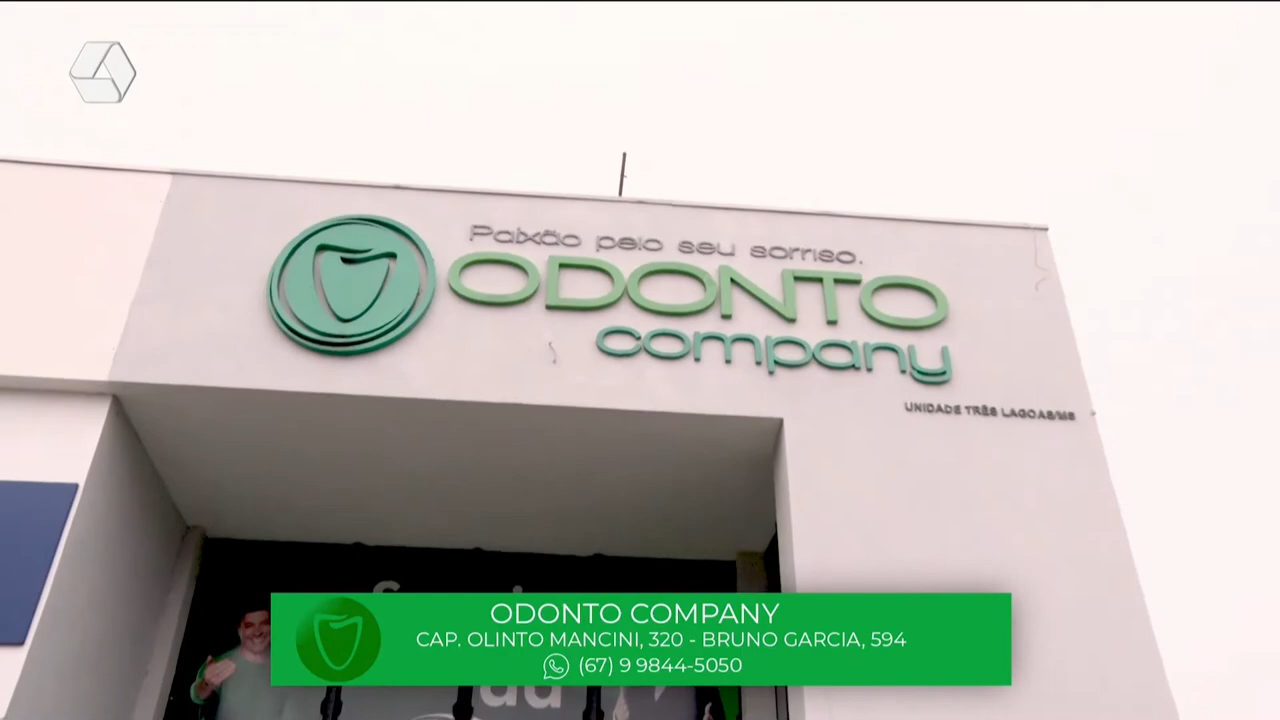 Paixão pelo seu sorriso.
ODONTO
company
UNIDADE TRÊS LAGOAS/MS
ODONTO COMPANY
CAP. OLINTO MANCINI, 320 - BRUNO GARCIA, 594
(67) 9 9844-5050